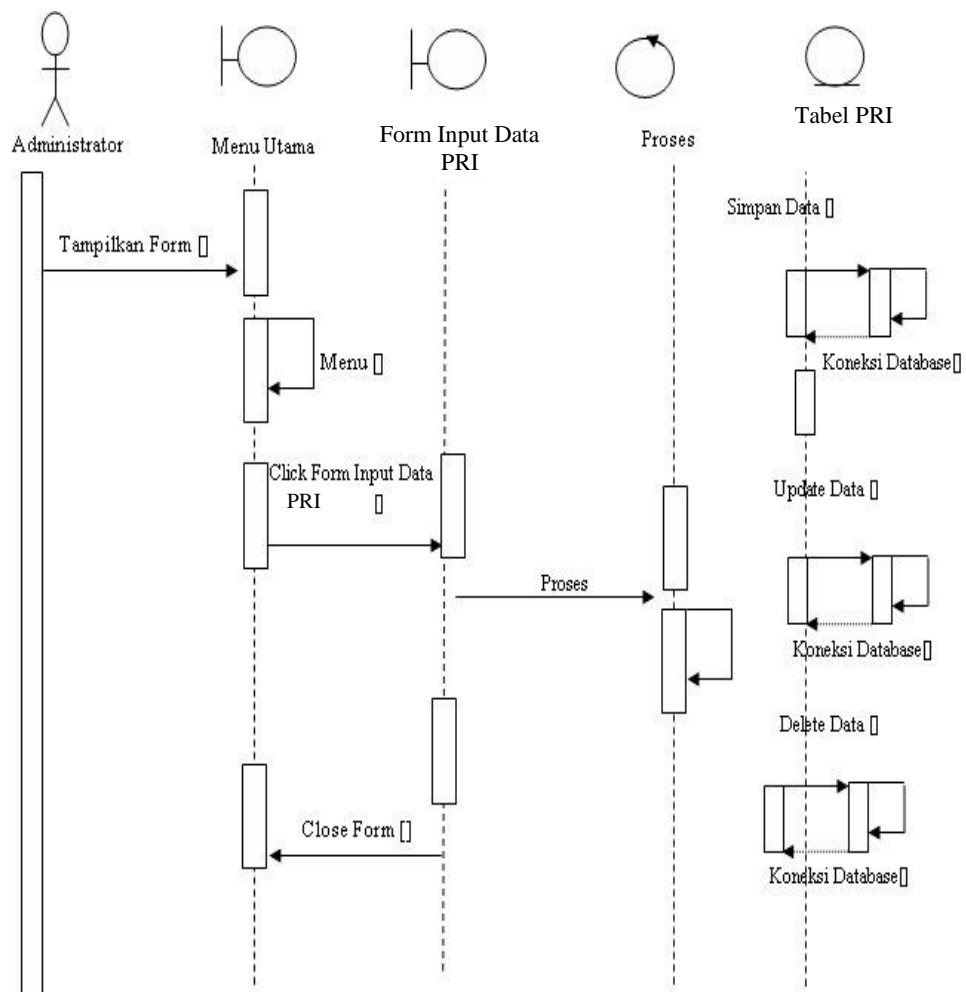 Administrator
Menu Utama
Form Input Data
PRI
Proses
Tabel PRI
Simpan Data []
Tampilkan Form []
Menu []
Koneksi Database[]
Click Form Input Data
PRI []
Update Data []
Proses
Koneksi Database[]
Delete Data []
Close Form []
Koneksi Database[]